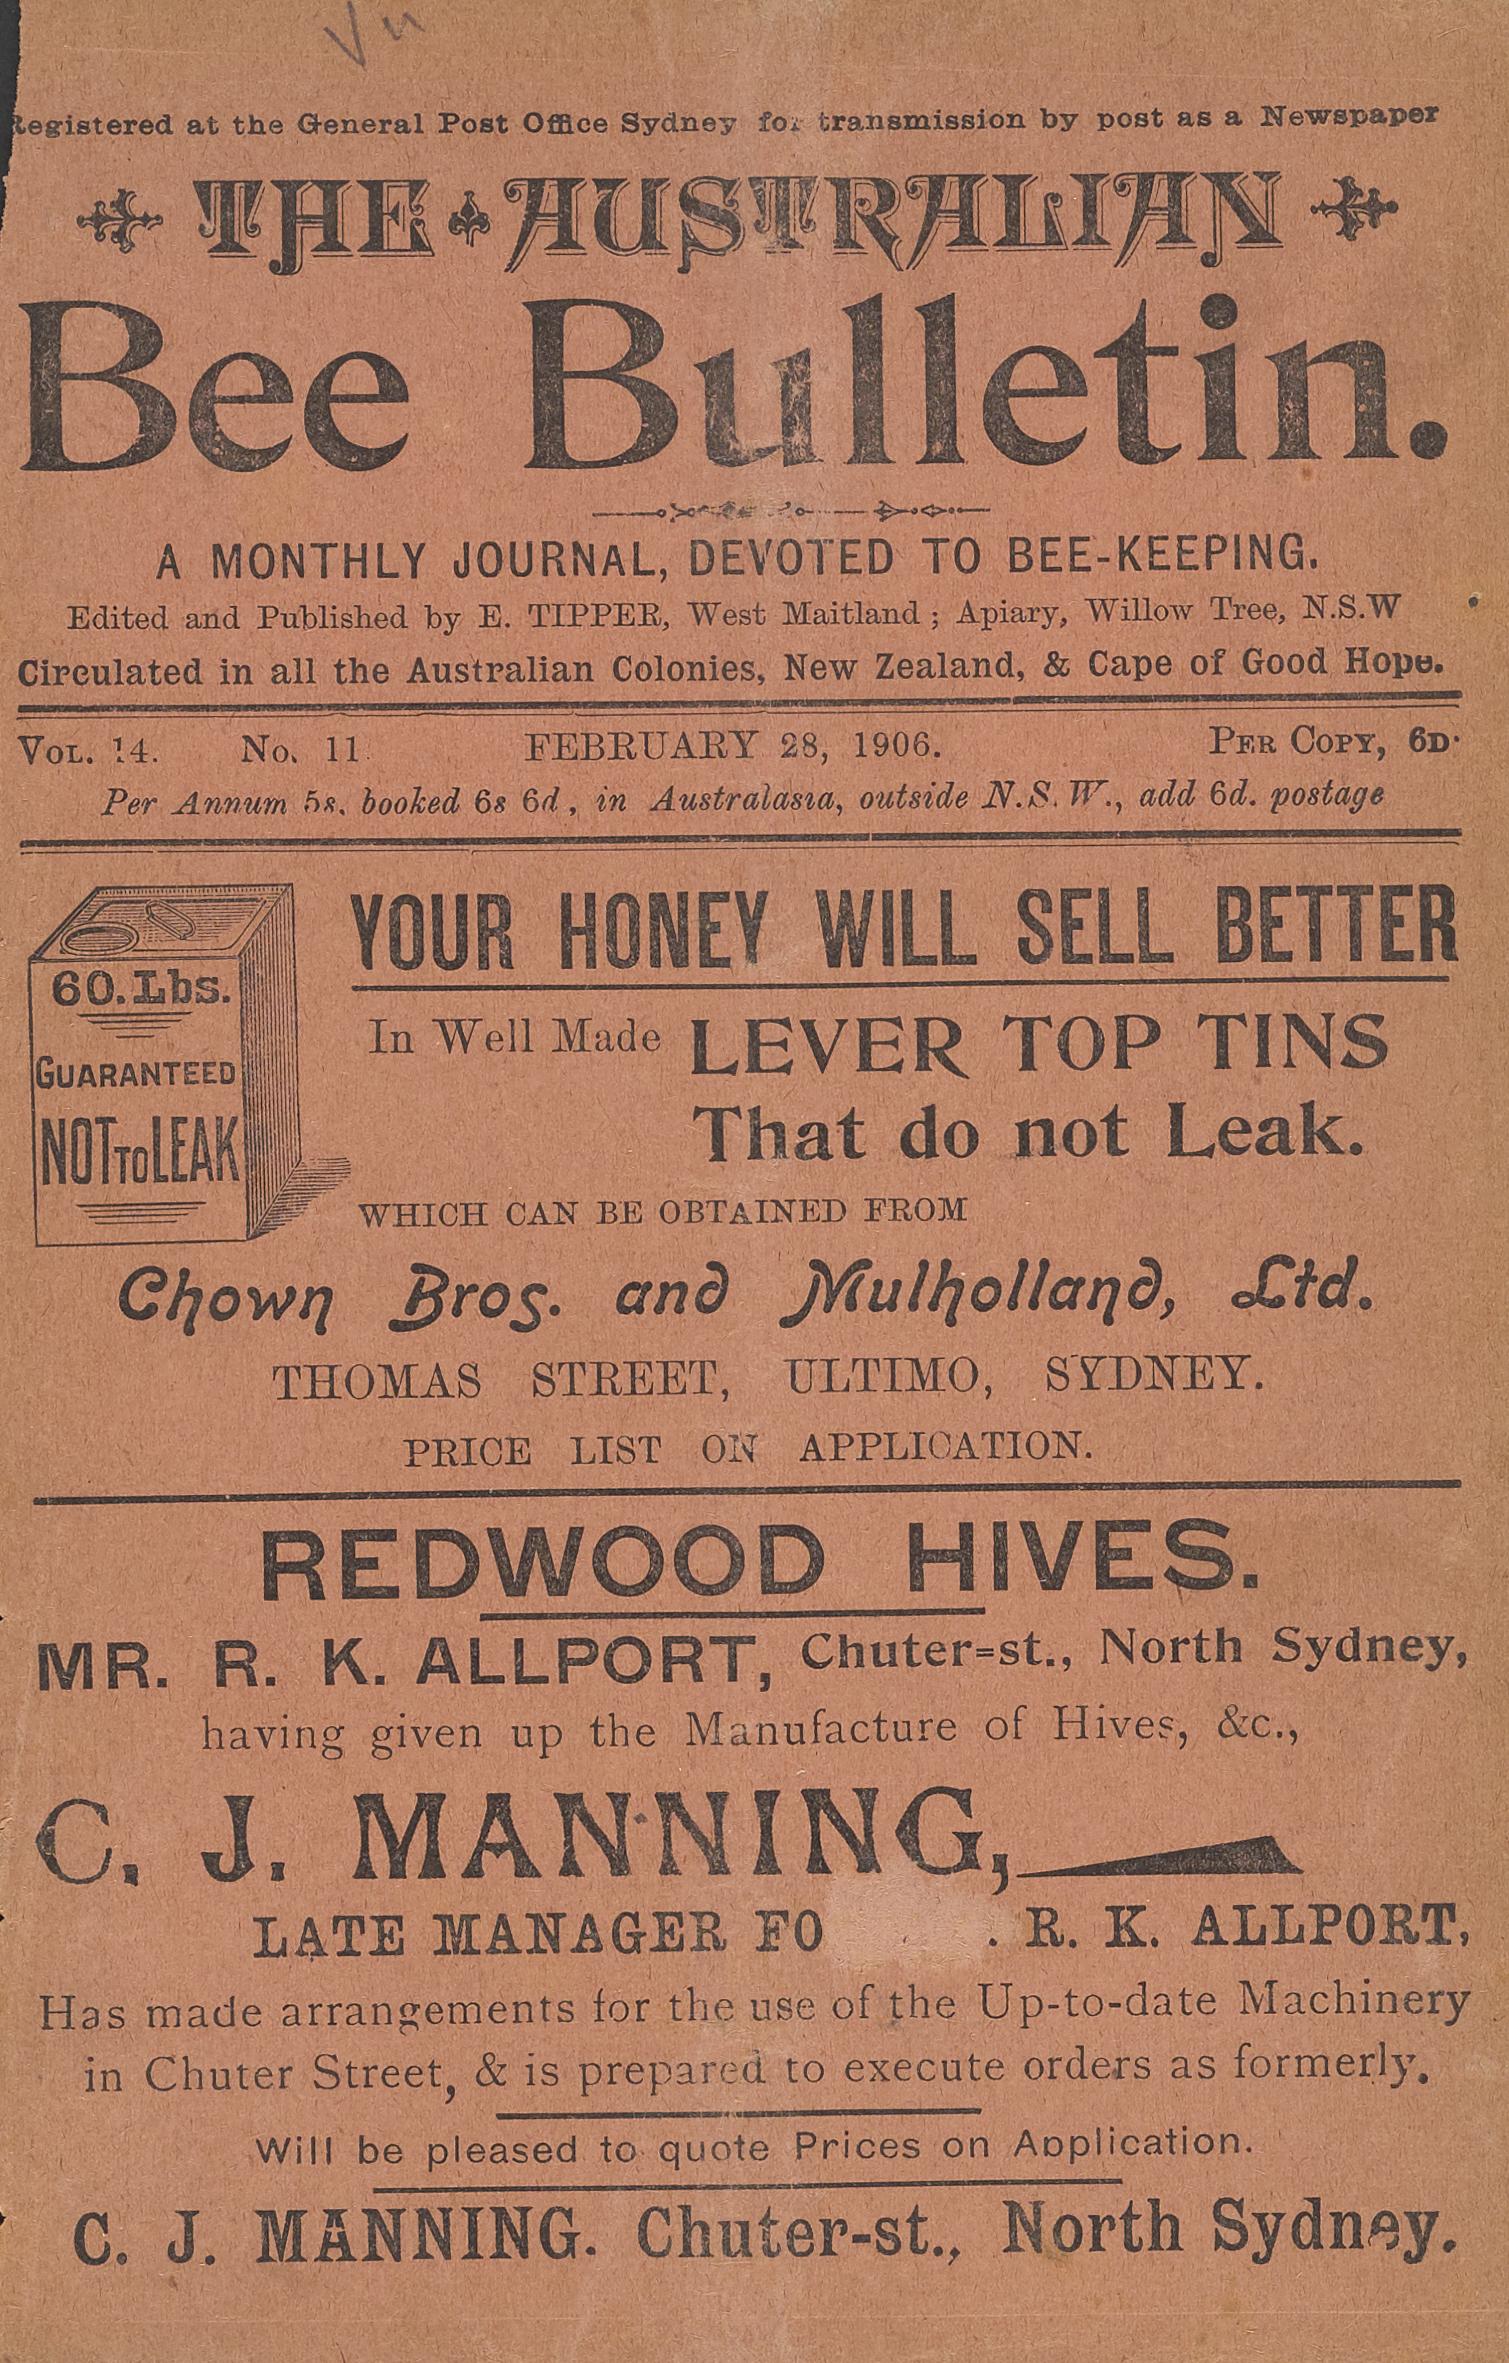 Registered at the General Post Office Sydney for transmission by post as a Newspaper
THE AUSTRALIAN
Bee Bulletin.
A MONTHLY JOURNAL, DEVOTED TO BEE-KEEPING.
Edited and Published by E. TIPPER, West Maitland ; Apiary, Willow Tree, N.S.W
Circulated in all the Australian Colonies, New Zealand, & Cape of Good Hope.
VOL. 14. No. 11 FEBRUARY 28, 1906. PER COPY, 6D.
Per Annum 5s. booked 6s 6d, in Australasia, outside N.S.W., add 6d. postage
60. Lbs.
GUARANTEED
NOT TO LEAK
YOUR HONEY WILL SELL BETTER
In Well Made LEVER TOP TINS
That do not Leak.
WHICH CAN BE OBTAINED FROM
Chown Bros. and Mulholland, Ltd.
THOMAS STREET, ULTIMO, SYDNEY.
PRICE LIST ON APPLICATION.
REDWOOD HIVES.
MR. R. K. ALLPORT, Chuter=st., North Sydney,
having given up the Manufacture of Hives, &c.,
C. J. MANNING,
LATE MANAGER FO . R. K. ALLPORT,
Has made arrangements for the use of the Up-to-date Machinery
in Chuter Street, & is prepared to execute orders as formerly.
Will be pleased to quote Prices on Application.
C. J. MANNING. Chuter-st., North Sydney.